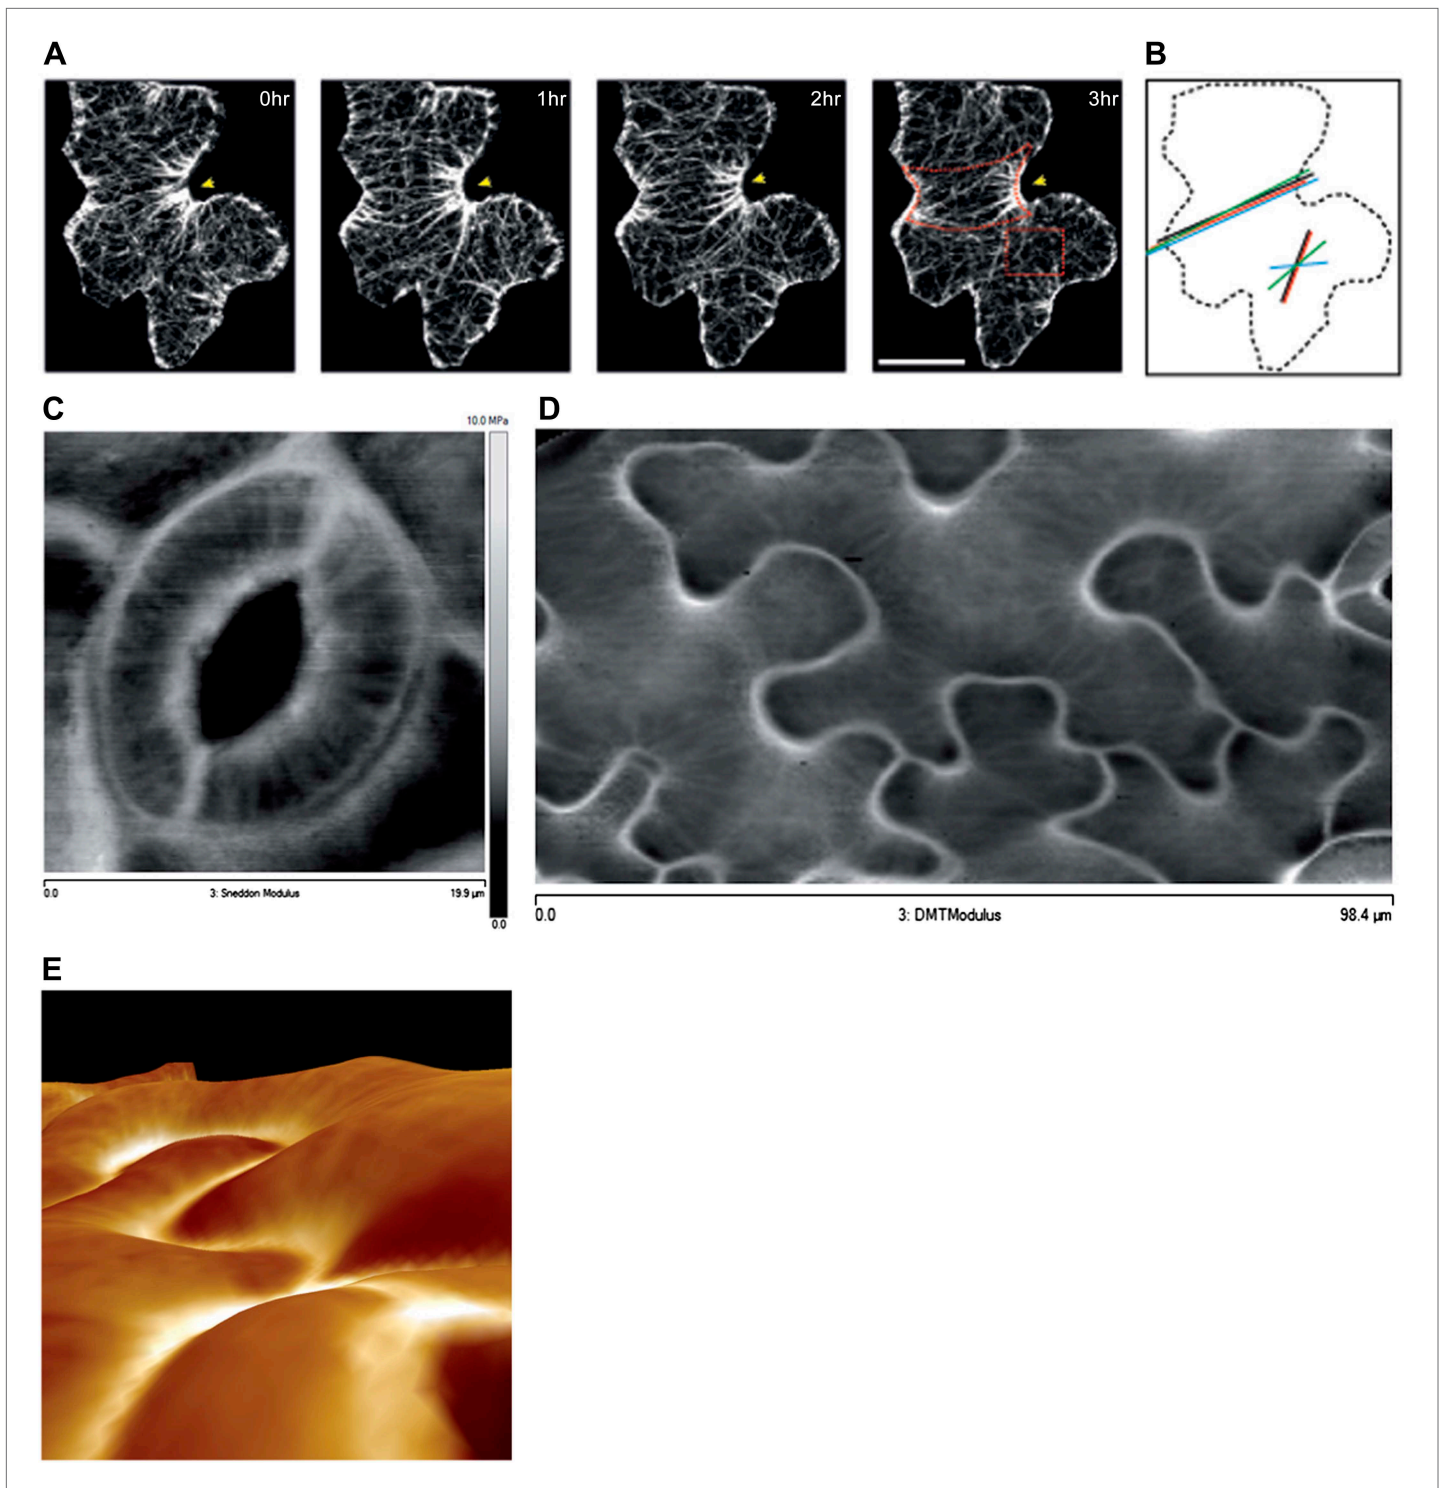 A
B
0hr
1hr
2hr
3hr
C
D
10.0 MPa
0.0
3: Sneddon Modulus
19.9 µm
0.0
0.0
3: DMTModulus
98.4 µm
E